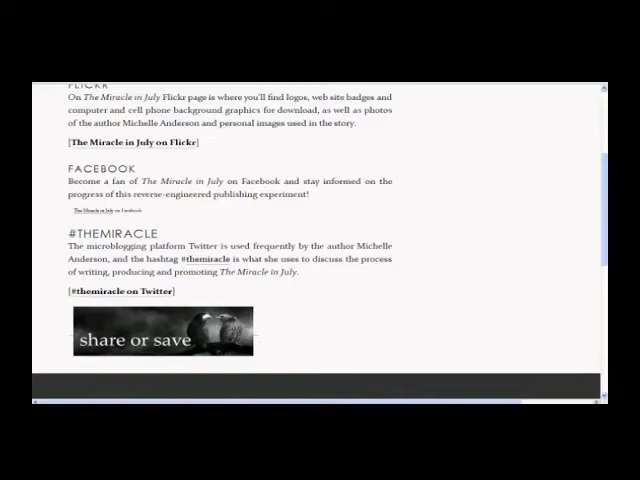 FLICKR
On The Miracle in July Flickr page is where you'll find logos, web site badges and
computer and cell phone background graphics for download, as well as photos
of the author Michelle Anderson and personal images used in the story.
[The Miracle in July on Flickr]
FACEBOOK
Become a fan of The Miracle in July on Facebook and stay informed on the
progress of this reverse-engineered publishing experiment!
The Miracle in July on Facebook
#THEMIRACLE
The microblogging platform Twitter is used frequently by the author Michelle
Anderson, and the hashtag #themiracle is what she uses to discuss the process
of writing, producing and promoting The Miracle in July.
[#themiracle on Twitter]
share or save